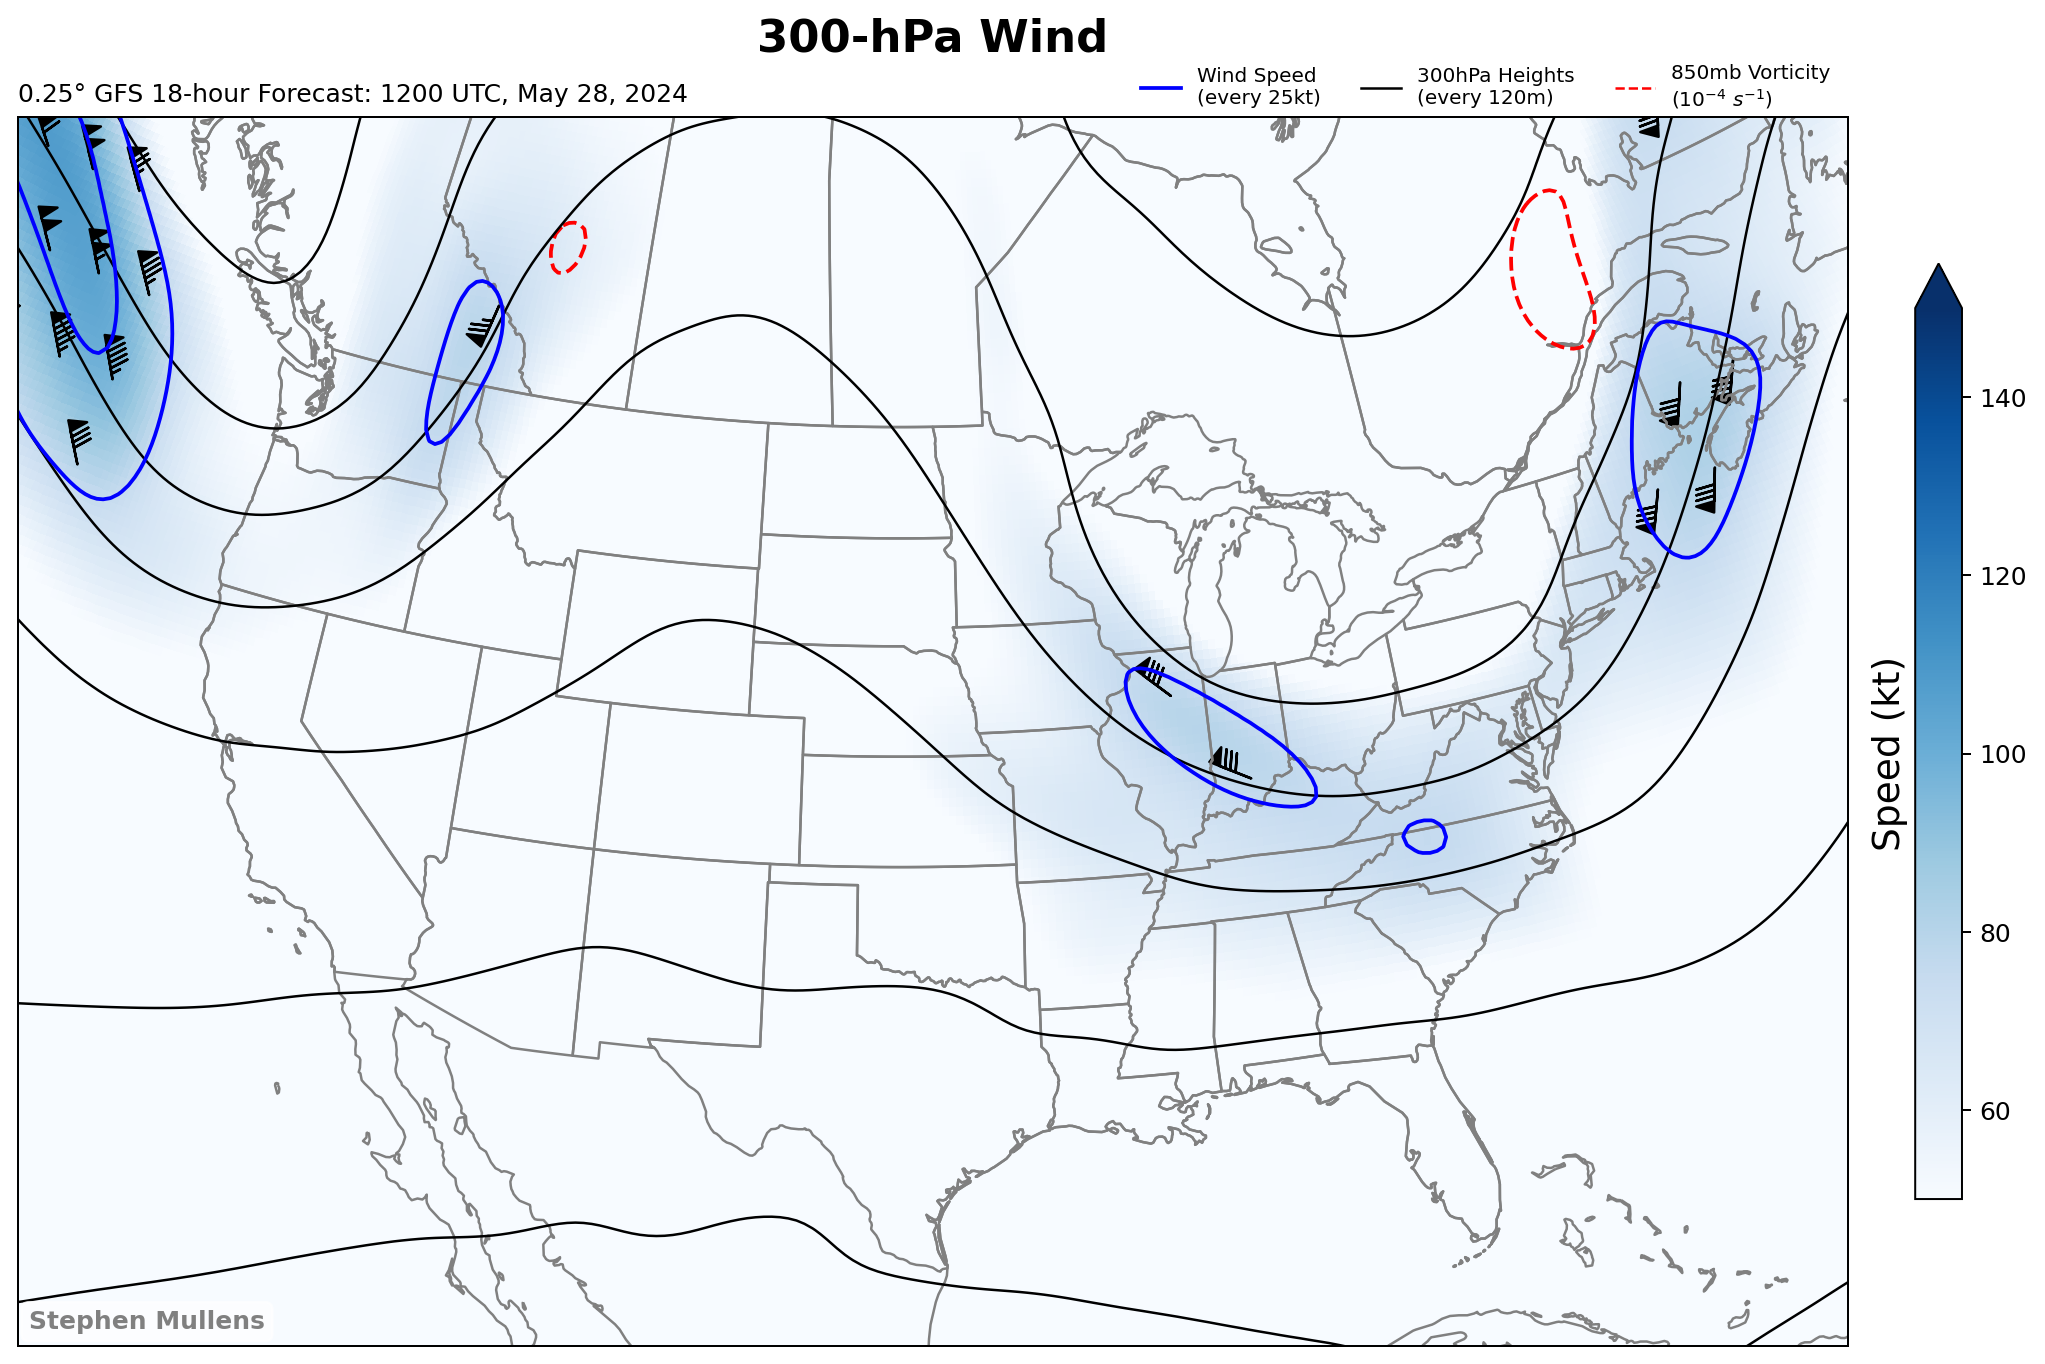 300-hPa Wind
0.25° GFS 18-hour Forecast: 1200 UTC, May 28, 2024
Wind Speed
(every 25kt)
300hPa Heights
(every 120m)
850mb Vorticity
(10⁻⁴ s⁻¹)
140
120
100
80
60
Speed (kt)
Stephen Mullens